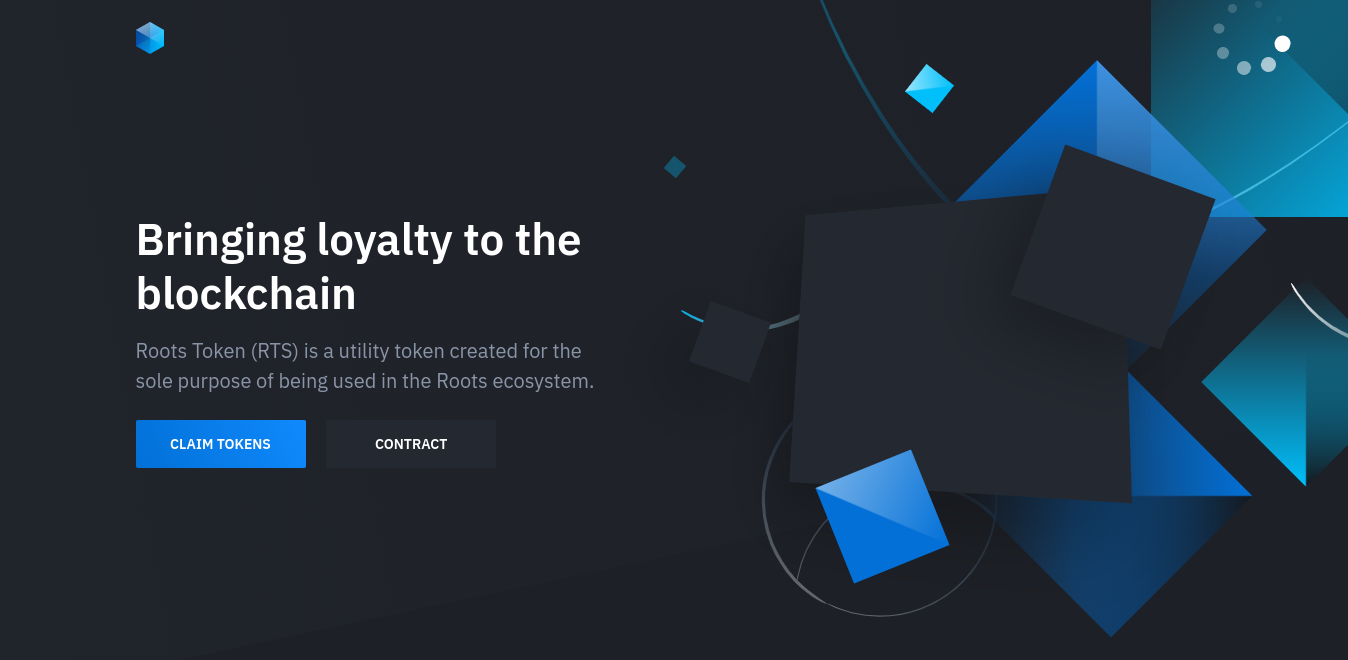 Bringing loyalty to the
blockchain
Roots Token (RTS) is a utility token created for the
sole purpose of being used in the Roots ecosystem.
CLAIM TOKENS
CONTRACT